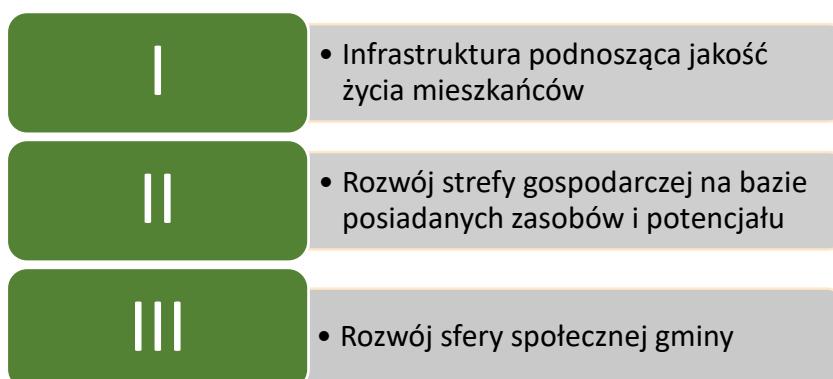 I
• Infrastruktura podnosząca jakość
życia mieszkańców
II
• Rozwój strefy gospodarczej na bazie
posiadanych zasobów i potencjału
III
• Rozwój sfery społecznej gminy